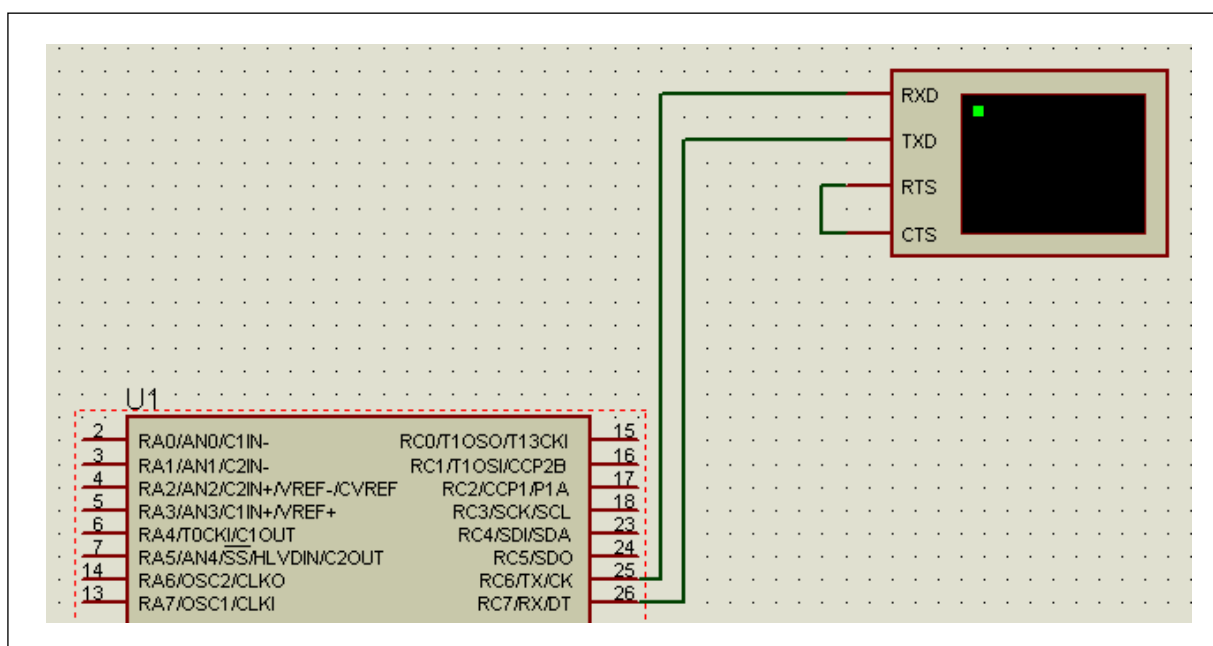 RXD
TXD
RTS
CTS
U1
2 RA0/AN0/C1IN- RC0/T1OSO/T13CKI 15
3 RA1/AN1/C2IN- RC1/T1OSI/CCP2B 16
4 RA2/AN2/C2IN+/VREF-/CVREF RC2/CCP1/P1A 17
5 RA3/AN3/C1IN+/VREF+ RC3/SCK/SCL 18
6 RA4/T0CKI/C1OUT RC4/SDI/SDA 23
7 RA5/AN4/SS/HLVDIN/C2OUT RC5/SDO 24
14 RA6/OSC2/CLKO RC6/TX/CK 25
13 RA7/OSC1/CLKI RC7/RX/DT 26